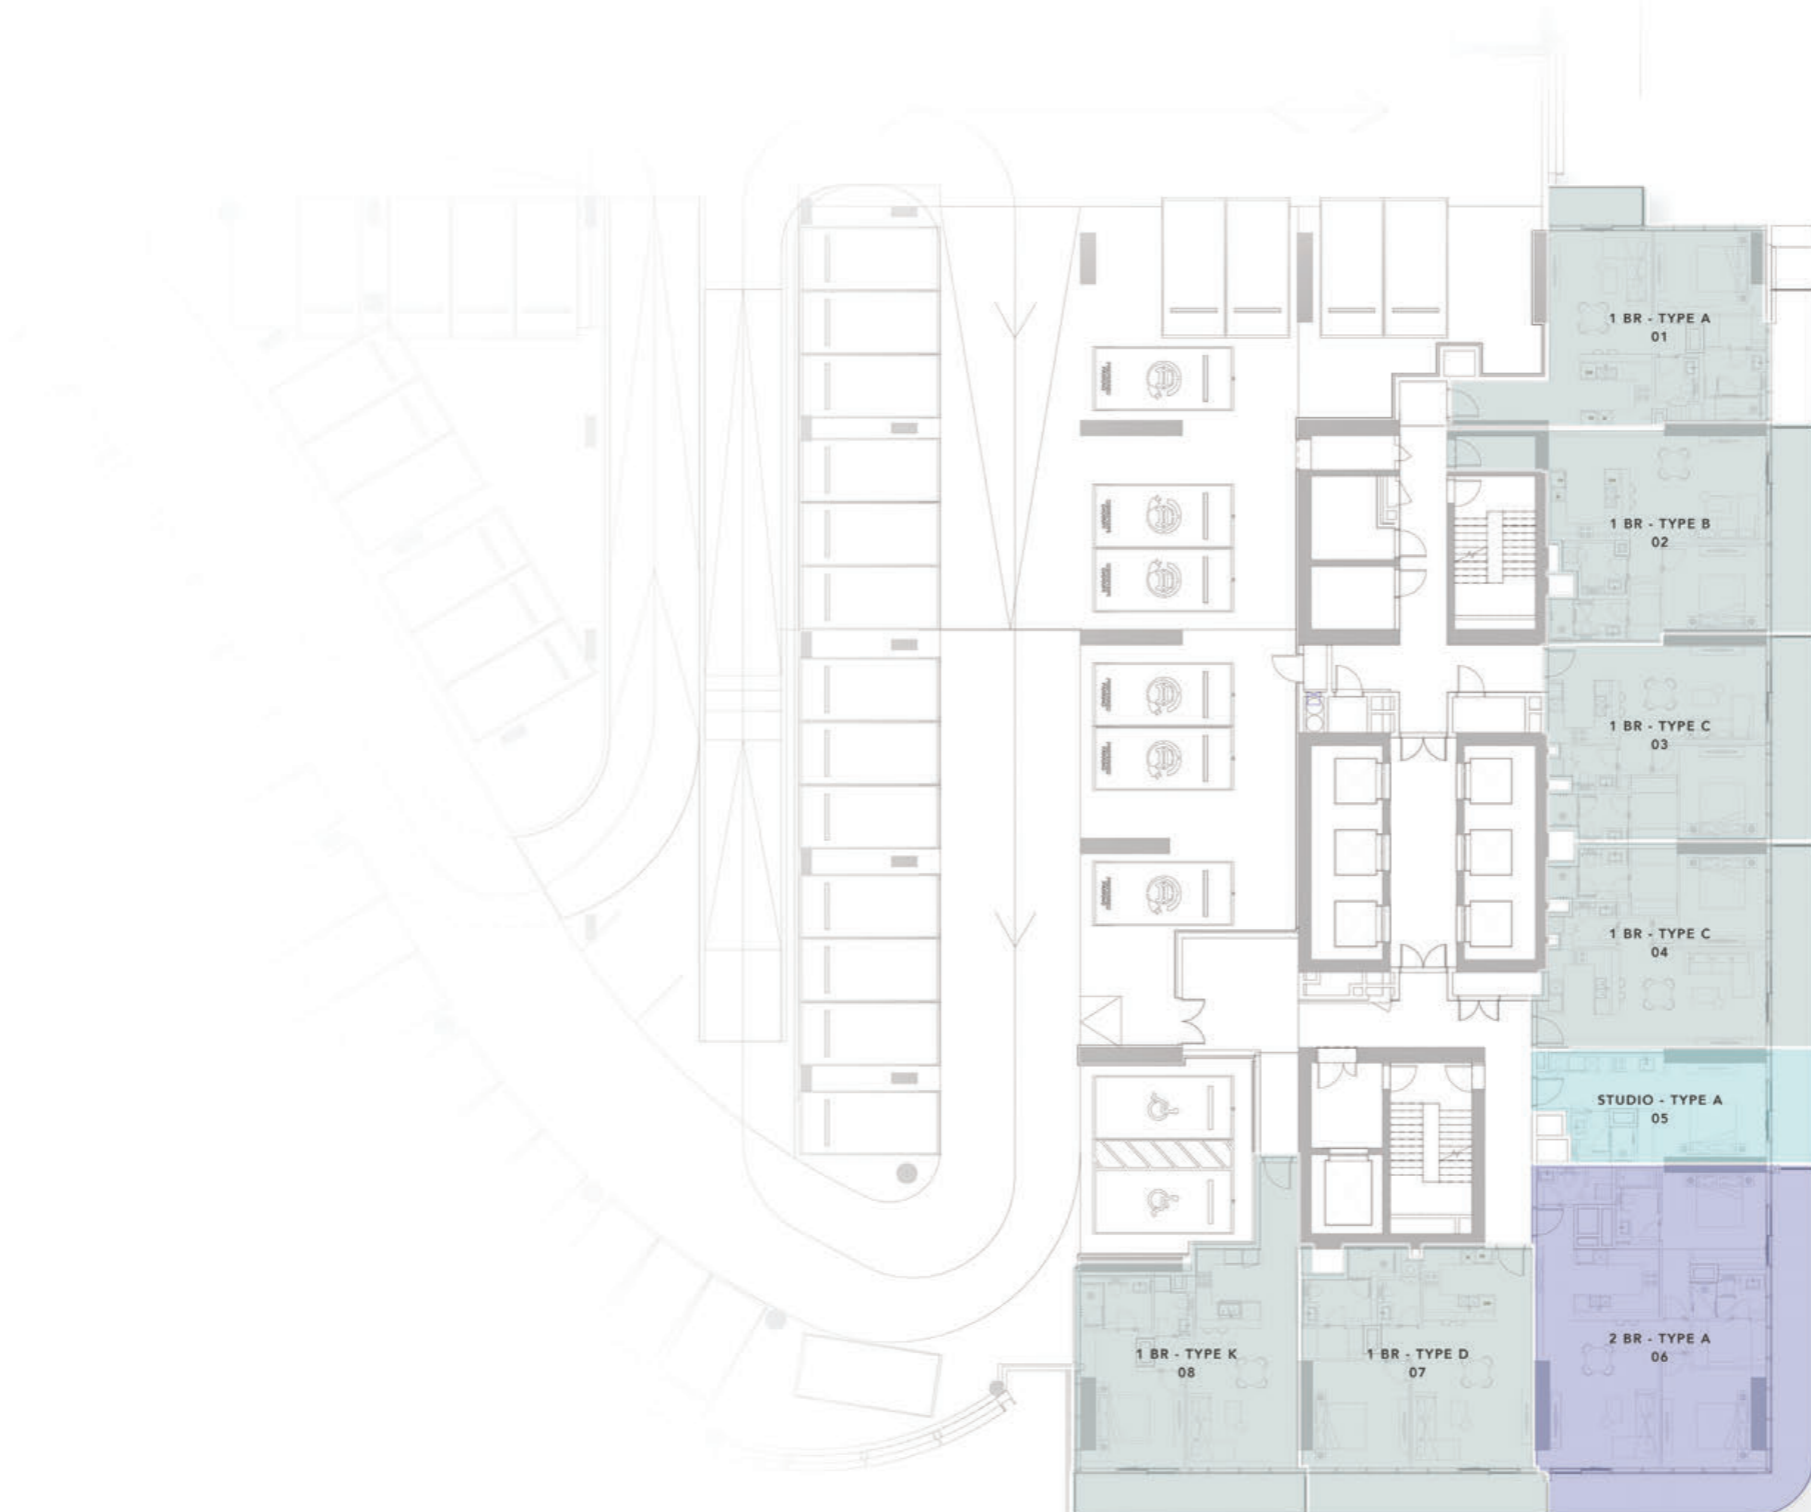 1 BR - TYPE A
01
1 BR - TYPE B
02
1 BR - TYPE C
03
1 BR - TYPE C
04
STUDIO - TYPE A
05
2 BR - TYPE A
06
1 BR - TYPE K
08
1 BR - TYPE D
07